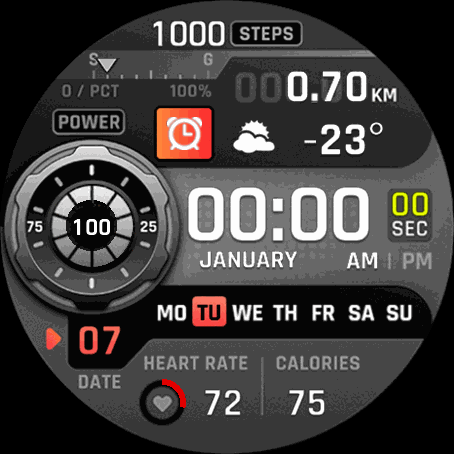 1000 STEPS
S G
0 / PCT 100%
000.70 KM
POWER
-23°
75 100 25
00:00 00 SEC
JANUARY AM | PM
MO TU WE TH FR SA SU
07
DATE
HEART RATE CALORIES
72 75